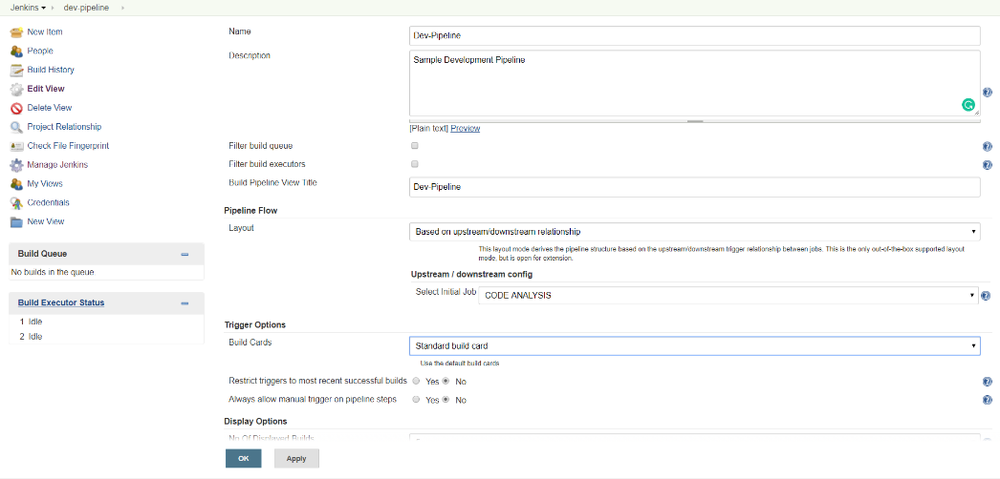 Jenkins
dev-pipeline
New Item
People
Build History
Edit View
Delete View
Project Relationship
Check File Fingerprint
Manage Jenkins
My Views
Credentials
New View
Build Queue
No builds in the queue
Build Executor Status
1 Idle
2 Idle
Name
Dev-Pipeline
Description
Sample Development Pipeline
[Plain text] Preview
Filter build queue
Filter build executors
Build Pipeline View Title
Dev-Pipeline
Pipeline Flow
Layout
Based on upstream/downstream relationship
This layout mode derives the pipeline structure based on the upstream/downstream trigger relationship between jobs. This is the only out-of-the-box supported layout
mode, but is open for extension.
Upstream / downstream config
Select Initial Job CODE ANALYSIS
Trigger Options
Build Cards
Standard build card
Use the default build cards
Restrict triggers to most recent successful builds Yes No
Always allow manual trigger on pipeline steps Yes No
Display Options
No Of Displayed Builds
OK Apply